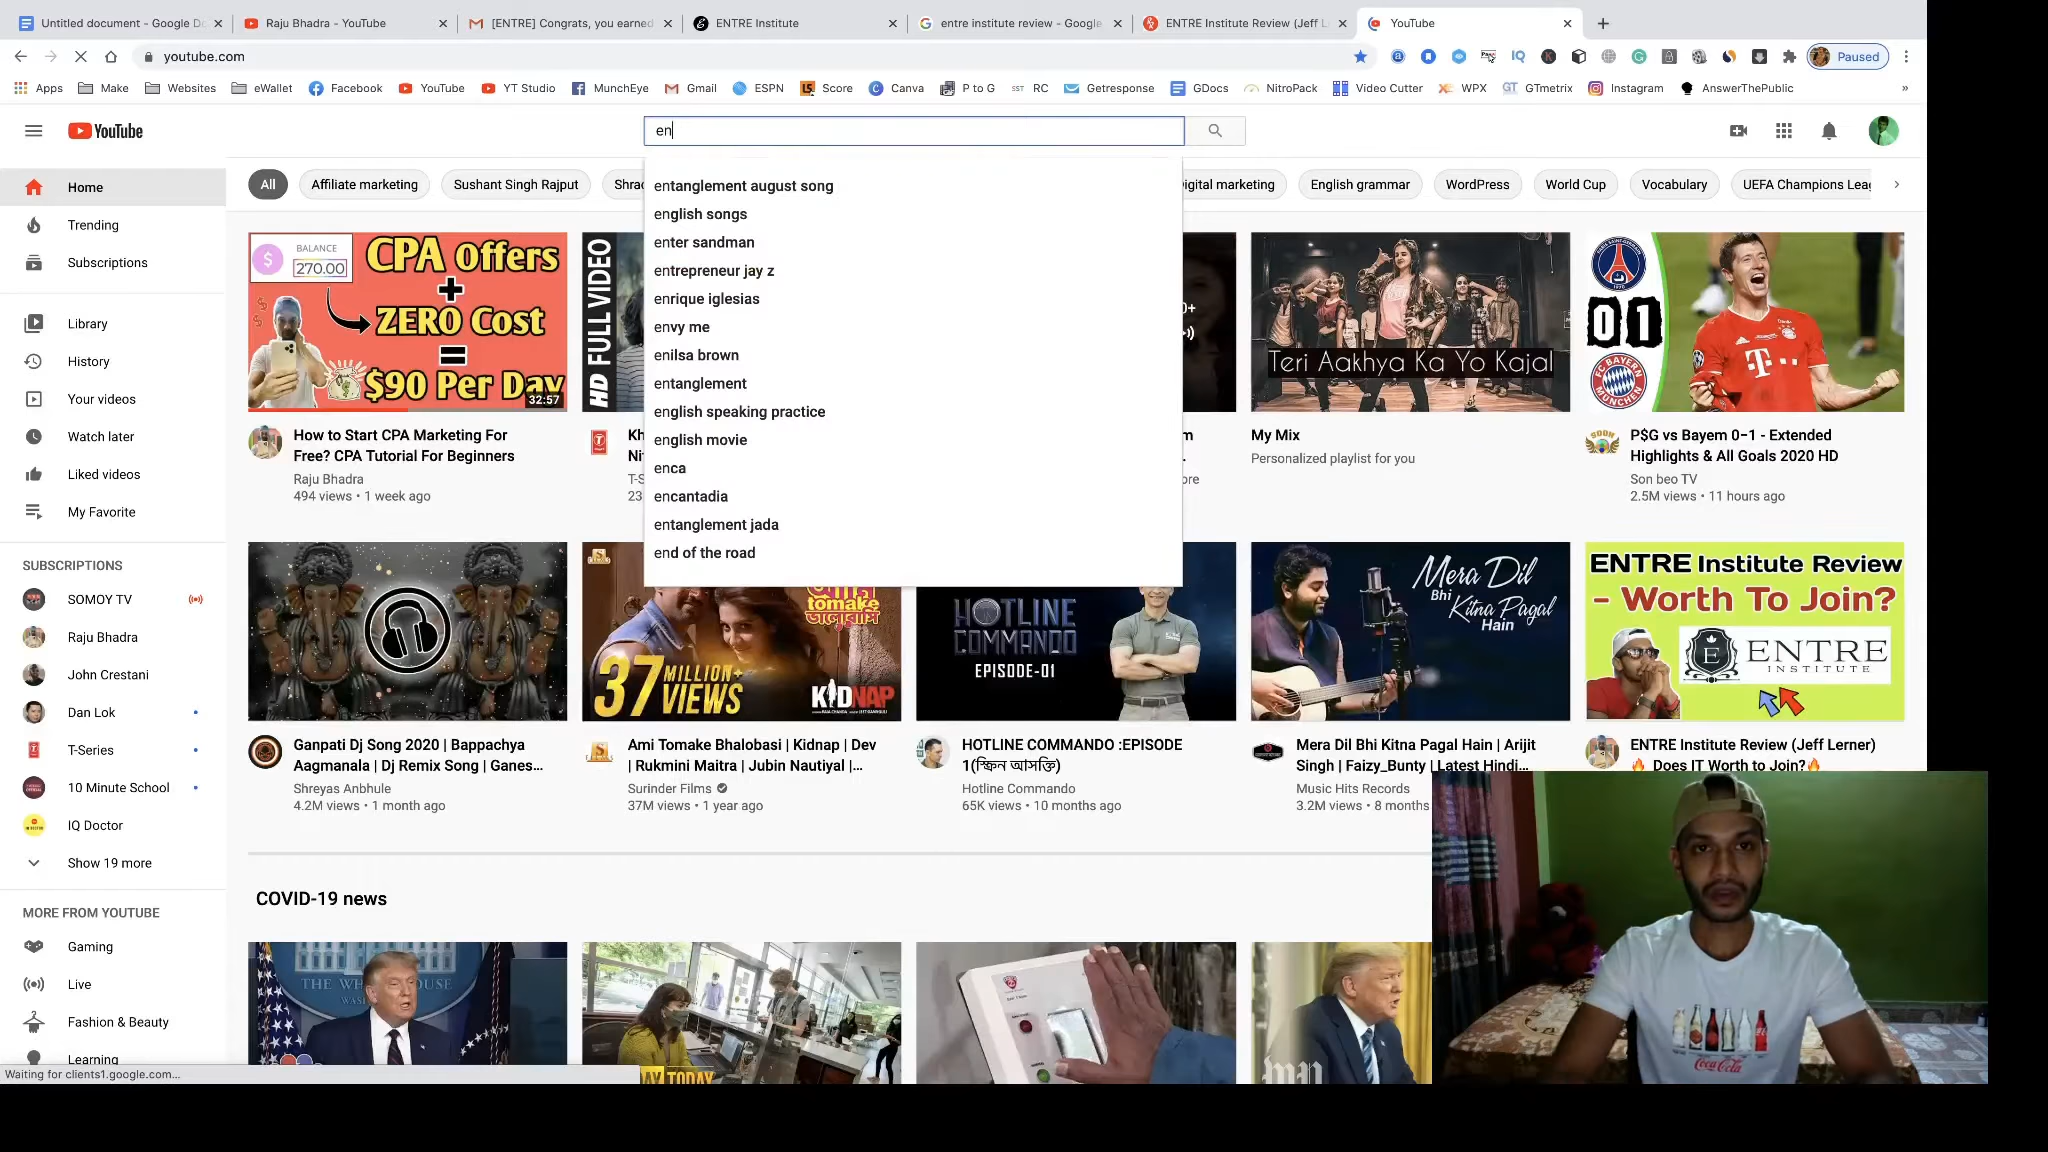 Untitled document - Google Do
Raju Bhadra - YouTube
[ENTRE] Congrats, you earned
ENTRE Institute
entre institute review - Google
ENTRE Institute Review (Jeff L
YouTube
youtube.com
Paused
Apps
Make
Websites
eWallet
Facebook
YouTube
YT Studio
MunchEye
Gmail
ESPN
Score
Canva
P to G
RC
Getresponse
GDocs
NitroPack
Video Cutter
WPX
GTmetrix
Instagram
AnswerThePublic
YouTube
en
All
Affiliate marketing
Sushant Singh Rajput
Shrad
igital marketing
English grammar
WordPress
World Cup
Vocabulary
UEFA Champions Leag
entanglement august song
english songs
enter sandman
entrepreneur jay z
enrique iglesias
envy me
enilsa brown
entanglement
english speaking practice
english movie
enca
encantadia
entanglement jada
end of the road
Home
Trending
Subscriptions
Library
History
Your videos
Watch later
Liked videos
My Favorite
SUBSCRIPTIONS
SOMOY TV
Raju Bhadra
John Crestani
Dan Lok
T-Series
10 Minute School
IQ Doctor
Show 19 more
MORE FROM YOUTUBE
Gaming
Live
Fashion & Beauty
Learning
BALANCE
270.00
CPA offers
+
ZERO Cost
=
$90 Per Day
32:57
How to Start CPA Marketing For
Free? CPA Tutorial For Beginners
Raju Bhadra
494 views • 1 week ago
HD FULL VIDEO
Teri Aakhya Ka Yo Kajal
My Mix
Personalized playlist for you
PARIS SAINT-GERMAIN
0 1
FC BAYERN
MÜNCHEN
P$G vs Bayem 0−1 - Extended
Highlights & All Goals 2020 HD
Son beo TV
2.5M views • 11 hours ago
Ganpati Dj Song 2020 | Bappachya
Aagmanala | Dj Remix Song | Ganes...
Shreyas Anbhule
4.2M views • 1 month ago
tomake
37 MILLION+
VIEWS
KIDNAP
Ami Tomake Bhalobasi | Kidnap | Dev
| Rukmini Maitra | Jubin Nautiyal |...
Surinder Films
37M views • 1 year ago
HOTLINE
COMMANDO
EPISODE-01
HOTLINE COMMANDO :EPISODE
1(স্ক্রিন আসক্তি)
Hotline Commando
65K views • 10 months ago
Mera Dil
Bhi
Kitna Pagal
Hain
Mera Dil Bhi Kitna Pagal Hain | Arijit
Singh | Faizy_Bunty | Latest Hindi...
Music Hits Records
3.2M views • 8 months
ENTRE Institute Review
- Worth To Join?
E
ENTRE
INSTITUTE
ENTRE Institute Review (Jeff Lerner)
🔥 Does IT Worth to Join?🔥
COVID-19 news
DAY TODAY
Coca-Cola
Waiting for clients1.google.com...